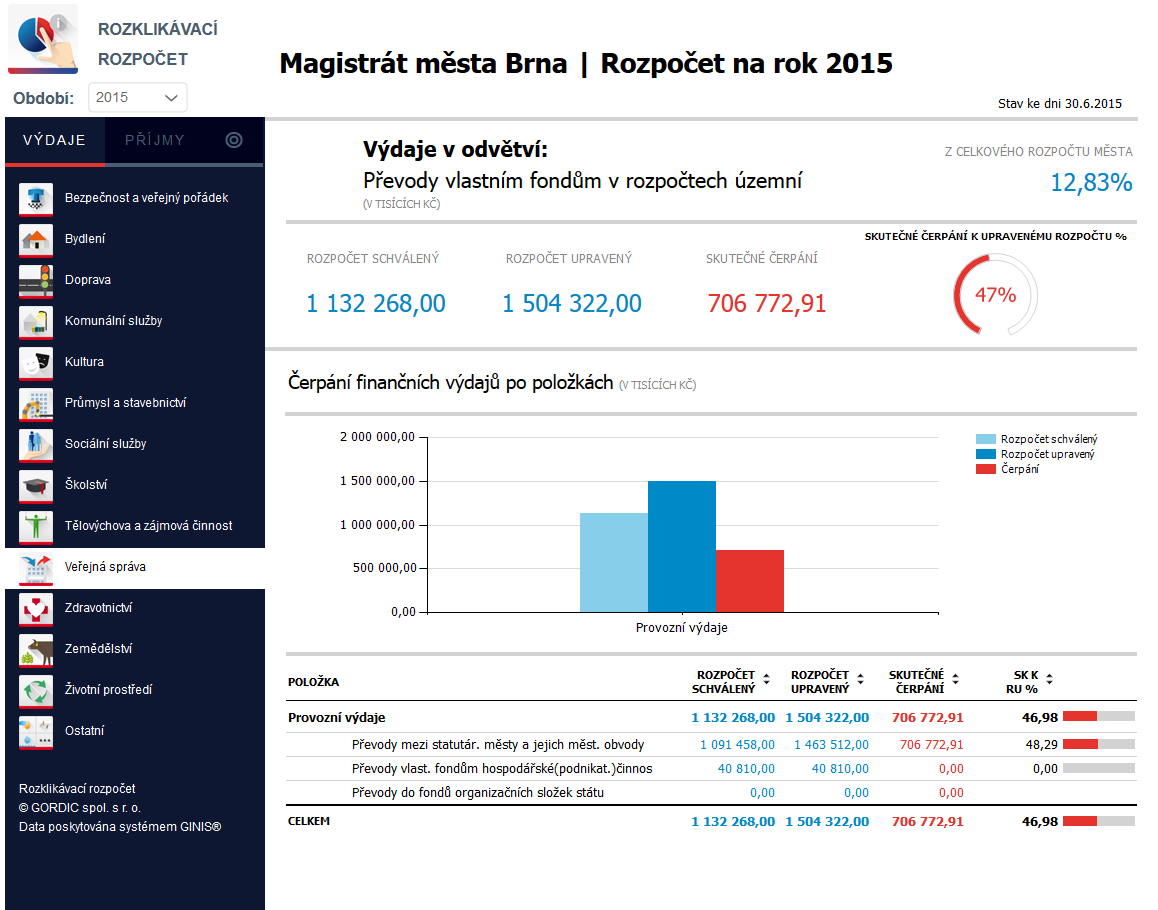 ROZKLIKÁVACÍ
ROZPOČET
Období:
2015
Magistrát města Brna | Rozpočet na rok 2015
Stav ke dni 30.6.2015
VÝDAJE
PŘÍJMY
Bezpečnost a veřejný pořádek
Bydlení
Doprava
Komunální služby
Kultura
Průmysl a stavebnictví
Sociální služby
Školství
Tělovýchova a zájmová činnost
Veřejná správa
Zdravotnictví
Zemědělství
Životní prostředí
Ostatní
Rozklikávací rozpočet
© GORDIC spol. s r. o.
Data poskytována systémem GINIS®
Výdaje v odvětví:
Převody vlastním fondům v rozpočtech územní
(V TISÍCÍCH KČ)
Z CELKOVÉHO ROZPOČTU MĚSTA
12,83%
ROZPOČET SCHVÁLENÝ
1 132 268,00
ROZPOČET UPRAVENÝ
1 504 322,00
SKUTEČNÉ ČERPÁNÍ
706 772,91
SKUTEČNÉ ČERPÁNÍ K UPRAVENÉMU ROZPOČTU %
47%
Čerpání finančních výdajů po položkách (V TISÍCÍCH KČ)
2 000 000,00
1 500 000,00
1 000 000,00
500 000,00
0,00
Provozní výdaje
Rozpočet schválený
Rozpočet upravený
Čerpání
POLOŽKA
ROZPOČET SCHVÁLENÝ
ROZPOČET UPRAVENÝ
SKUTEČNÉ ČERPÁNÍ
SK K RU %
Provozní výdaje 1 132 268,00 1 504 322,00 706 772,91 46,98
Převody mezi statutár. městy a jejich měst. obvody 1 091 458,00 1 463 512,00 706 772,91 48,29
Převody vlast. fondům hospodářské(podnikat.)činnos 40 810,00 40 810,00 0,00 0,00
Převody do fondů organizačních složek státu 0,00 0,00 0,00
CELKEM 1 132 268,00 1 504 322,00 706 772,91 46,98